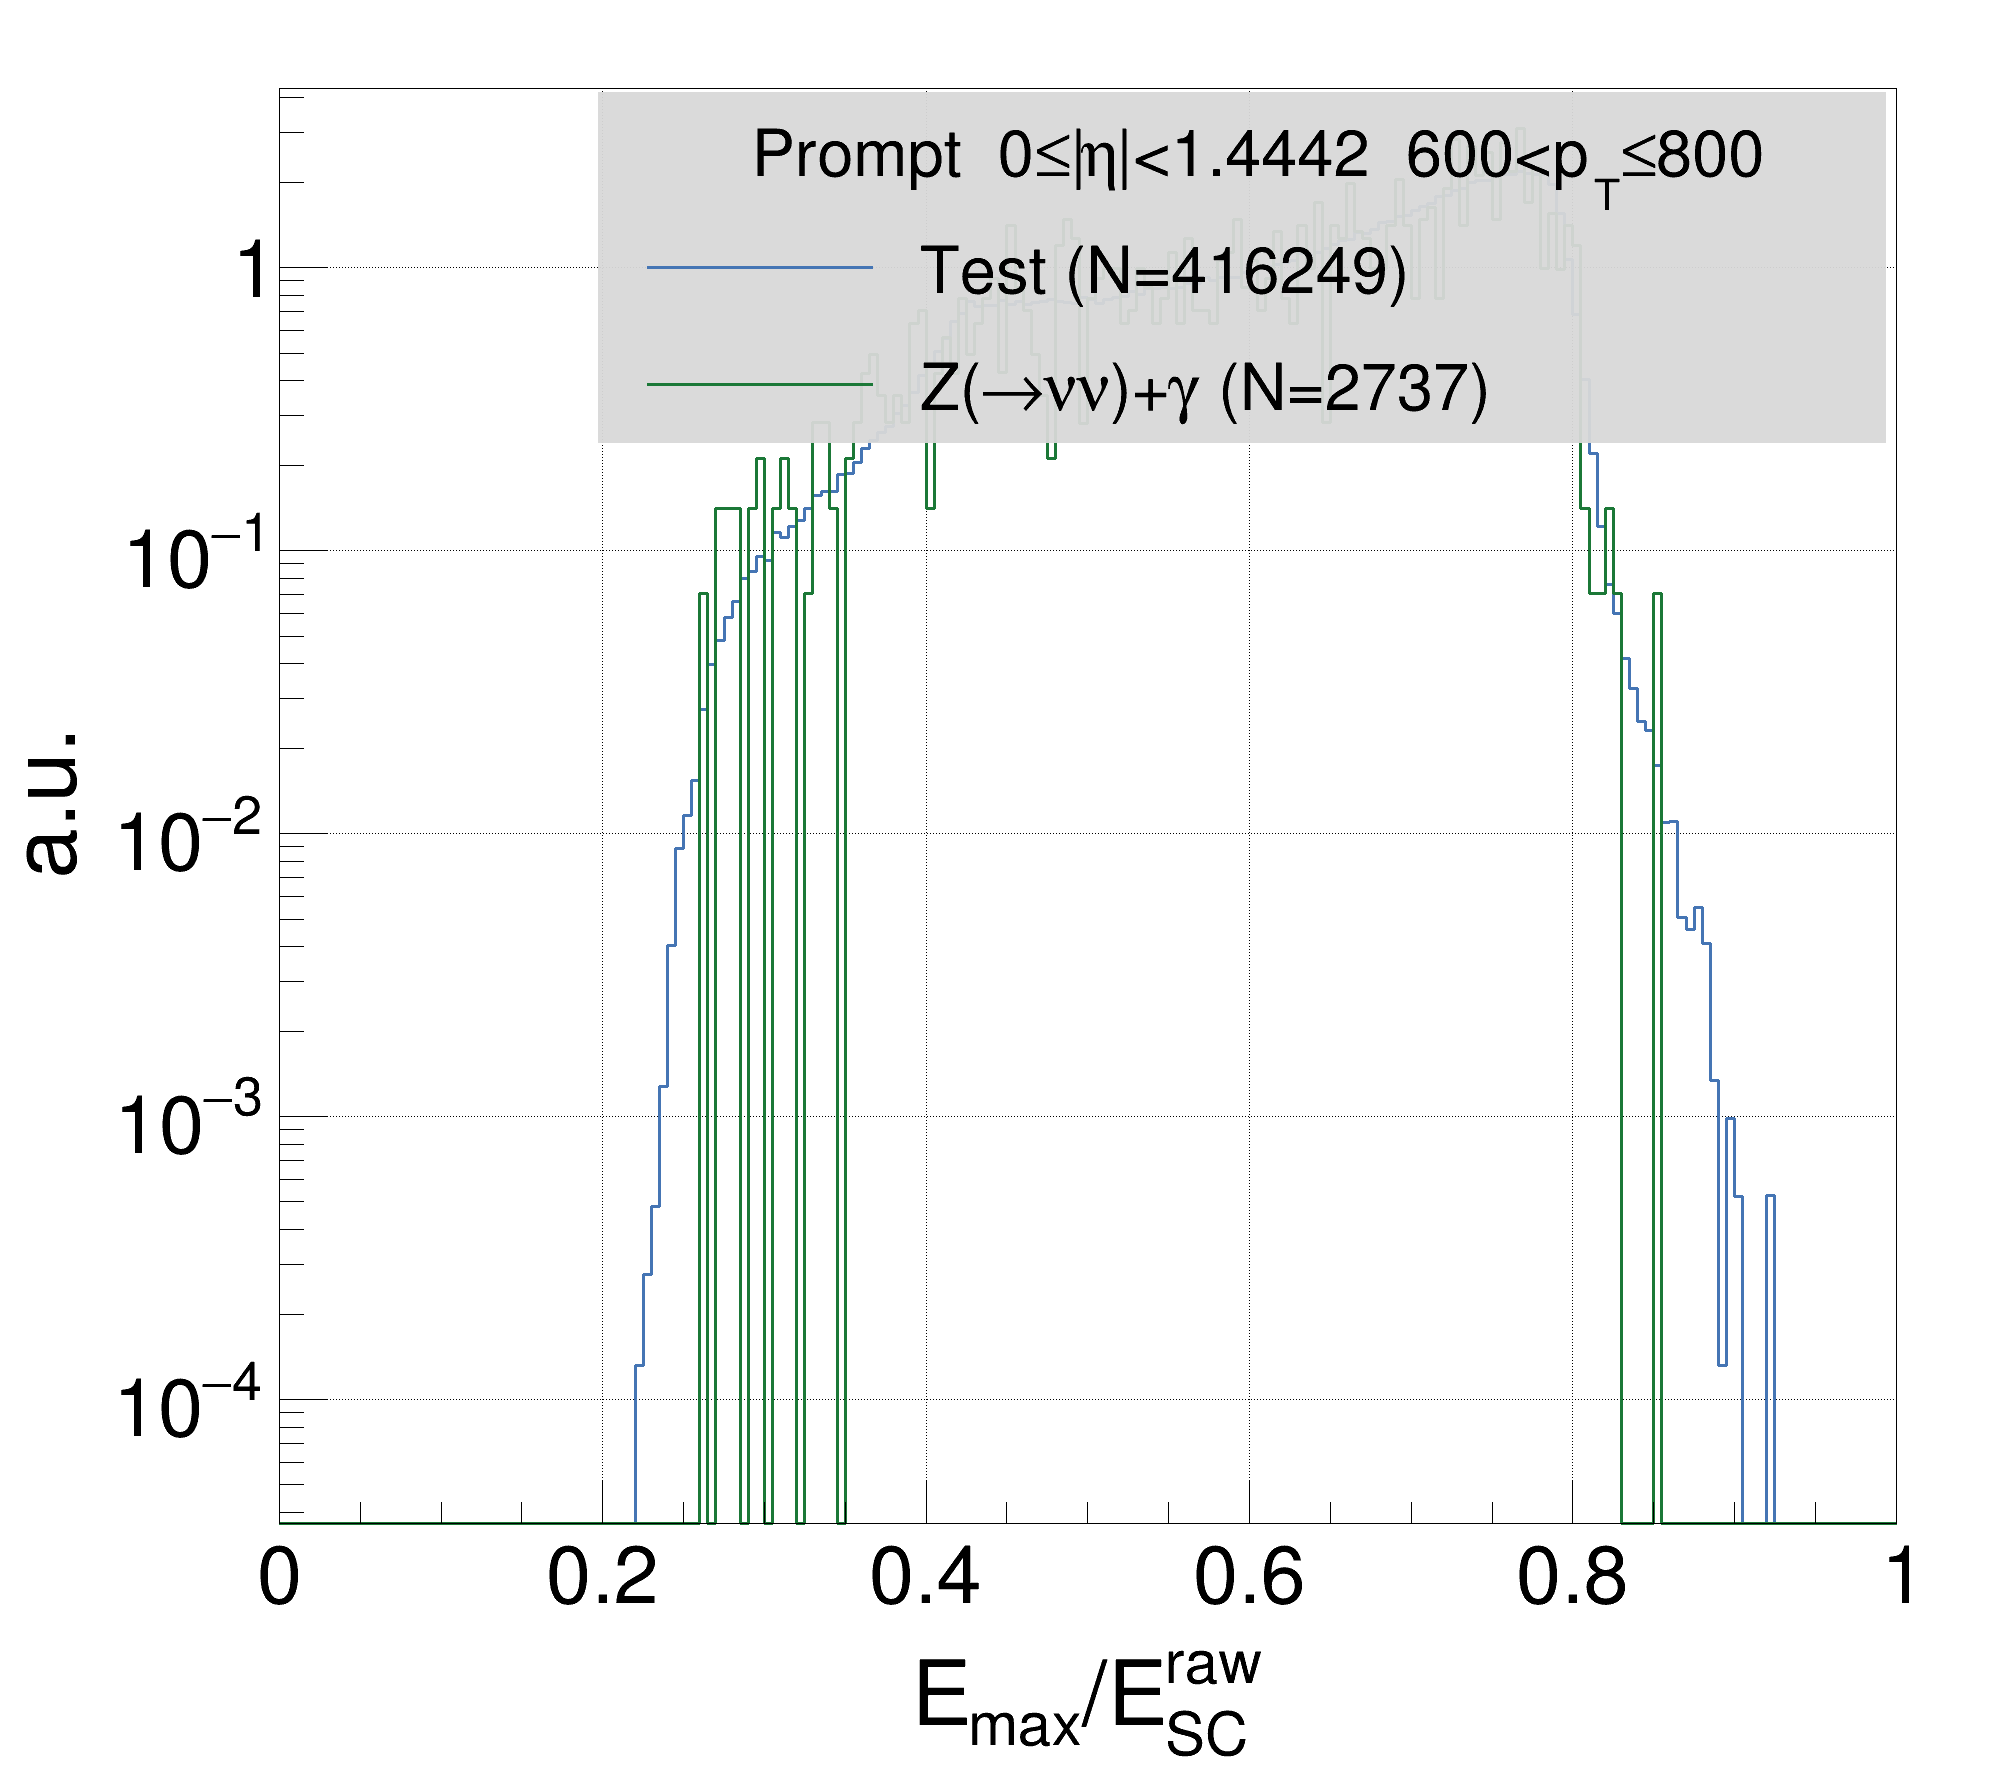 Prompt 0≤|η|<1.4442 600<p_T≤800
Test (N=416249)
Z(→νν)+γ (N=2737)
a.u.
1
10⁻¹
10⁻²
10⁻³
10⁻⁴
0 0.2 0.4 0.6 0.8 1
E_max/E_SC^raw